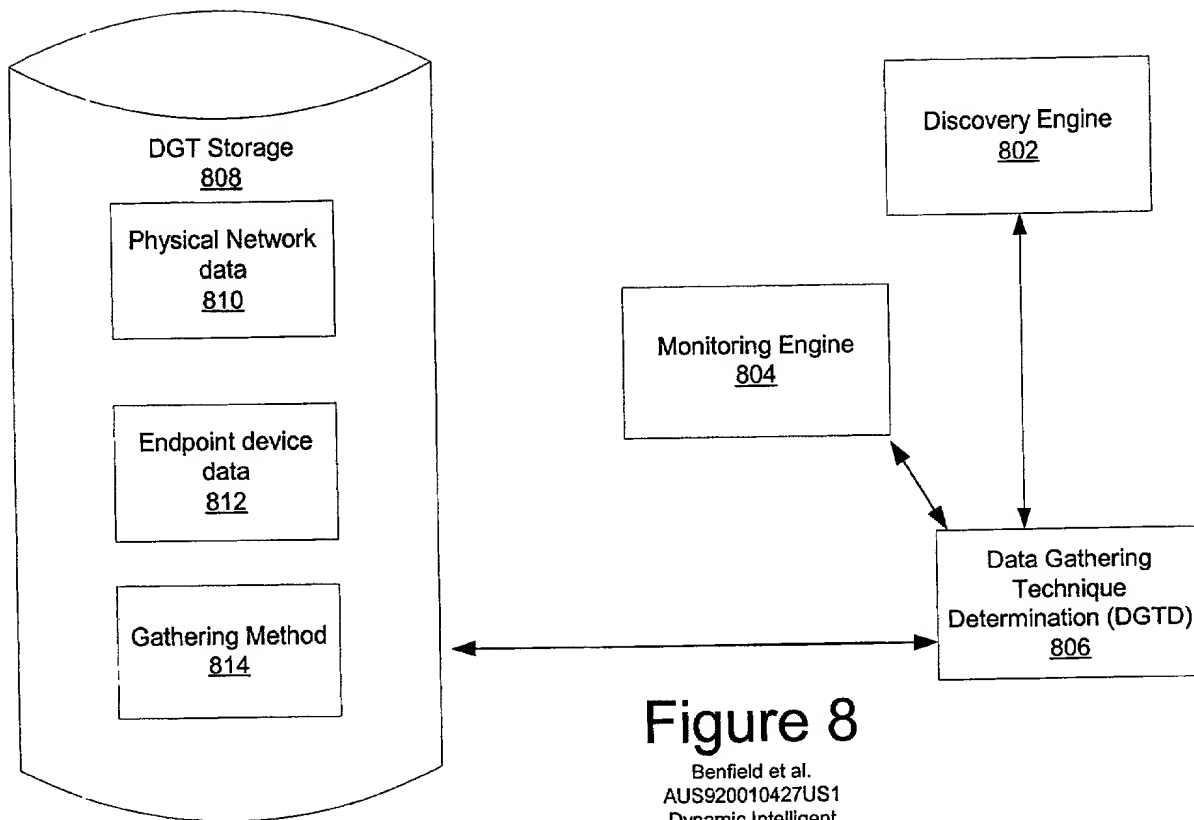 DGT Storage
808
Physical Network
data
810
Endpoint device
data
812
Gathering Method
814
Discovery Engine
802
Monitoring Engine
804
Data Gathering
Technique
Determination (DGTD)
806
Figure 8
Benfield et al.
AUS920010427US1
Dynamic Intelligent